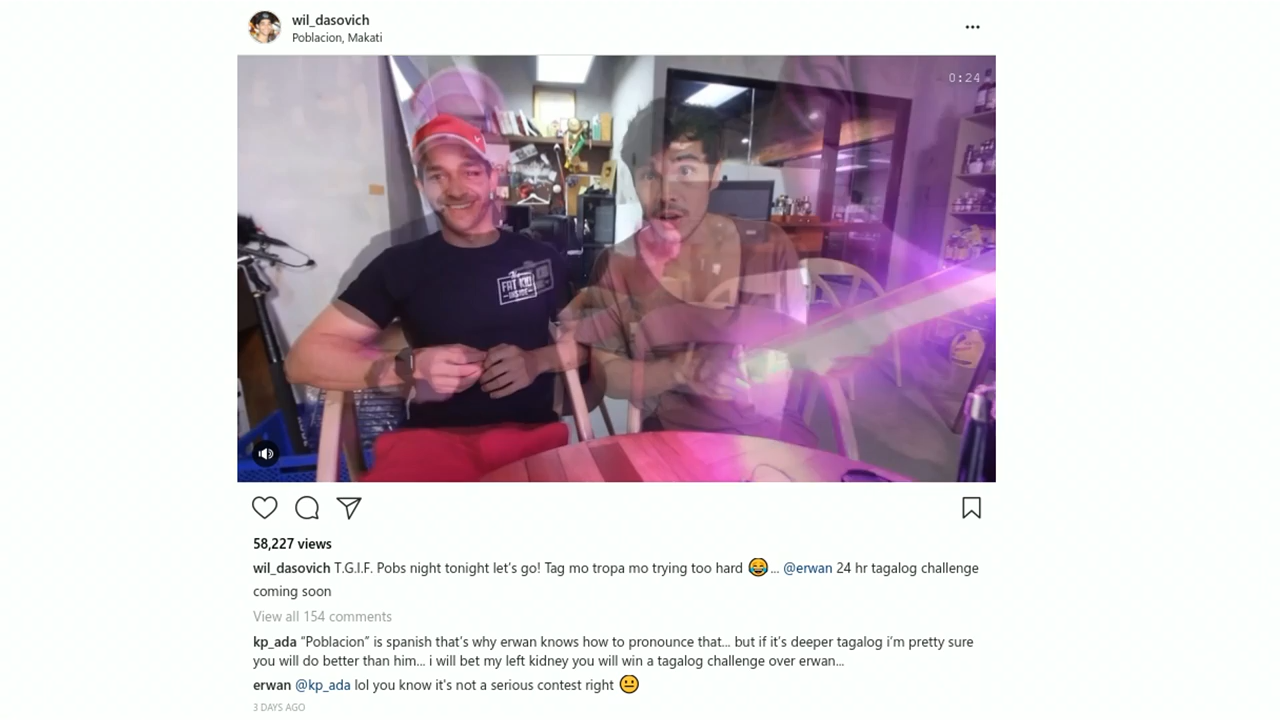 wil_dasovich
Poblacion, Makati
0:24
FAT KID
INSIDE
58,227 views
wil_dasovich T.G.I.F. Pobs night tonight let's go! Tag mo tropa mo trying too hard 😂... @erwan 24 hr tagalog challenge
coming soon
View all 154 comments
kp_ada "Poblacion" is spanish that's why erwan knows how to pronounce that... but if it's deeper tagalog i'm pretty sure
you will do better than him... i will bet my left kidney you will win a tagalog challenge over erwan...
erwan @kp_ada lol you know it's not a serious contest right 😐
3 DAYS AGO